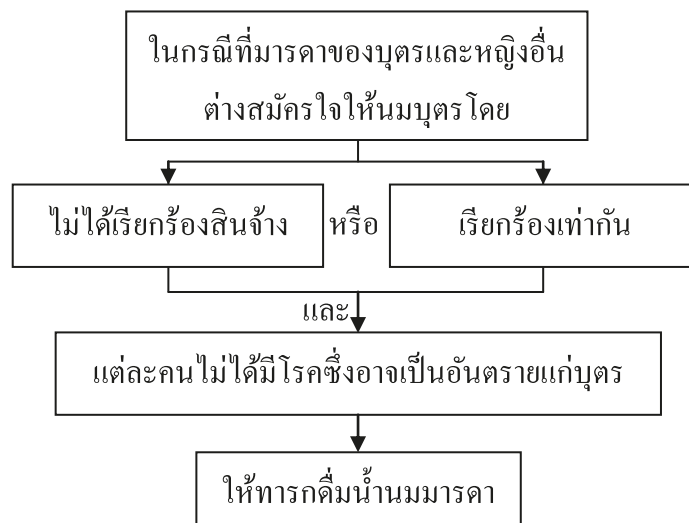 ในกรณีที่มารดาของบุตรและหญิงอื่น
ต่างสมัครใจให้นมบุตรโดย
ไม่ได้เรียกร้องสินจ้าง หรือ เรียกร้องเท่ากัน
และ
แต่ละคนไม่ได้มีโรคซึ่งอาจเป็นอันตรายแก่บุตร
ให้ทารกดื่มน้ำนมมารดา